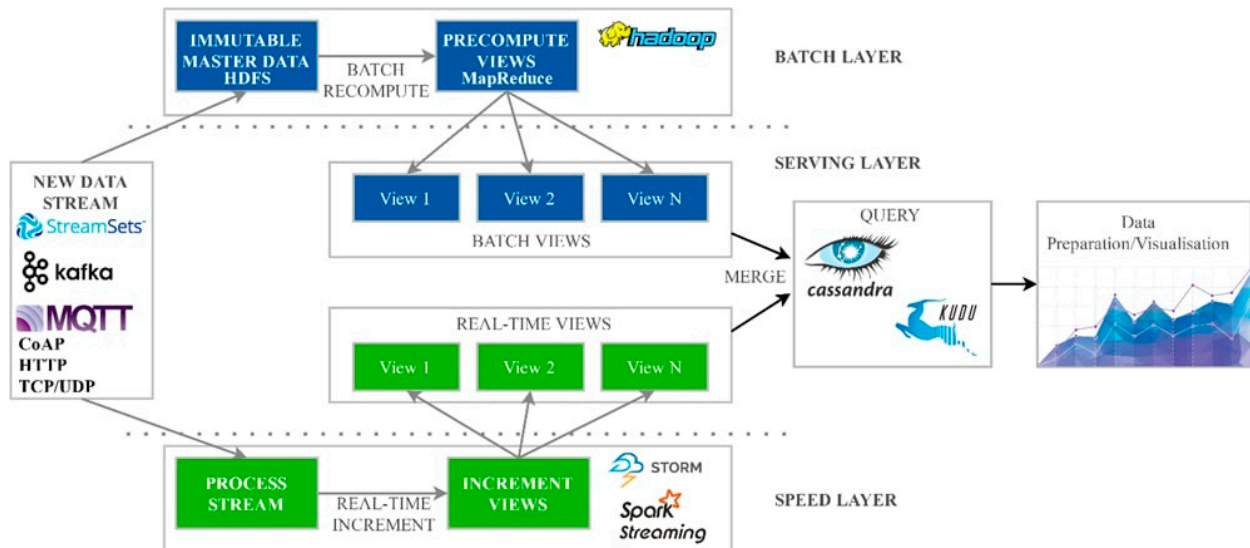 IMMUTABLE
MASTER DATA
HDFS
BATCH
RECOMPUTE
PRECOMPUTE
VIEWS
MapReduce
hadoop
BATCH LAYER
NEW DATA
STREAM
StreamSets™
kafka
MQTT
CoAP
HTTP
TCP/UDP
SERVING LAYER
View 1
View 2
View N
BATCH VIEWS
MERGE
REAL-TIME VIEWS
View 1
View 2
View N
QUERY
cassandra
KUDU
Data
Preparation/Visualisation
PROCESS
STREAM
REAL-TIME
INCREMENT
INCREMENT
VIEWS
STORM
Spark
Streaming
SPEED LAYER